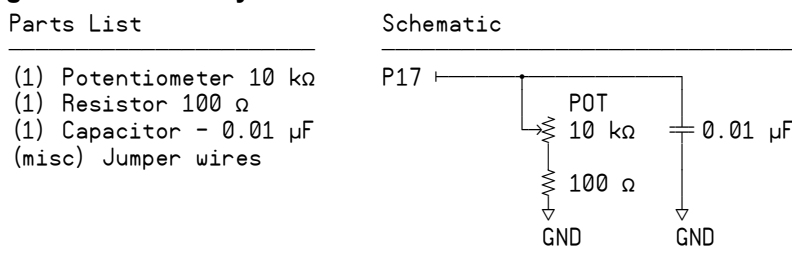 Parts List
(1) Potentiometer 10 kΩ
(1) Resistor 100 Ω
(1) Capacitor - 0.01 µF
(misc) Jumper wires
Schematic
P17
POT
10 kΩ
0.01 µF
100 Ω
GND
GND